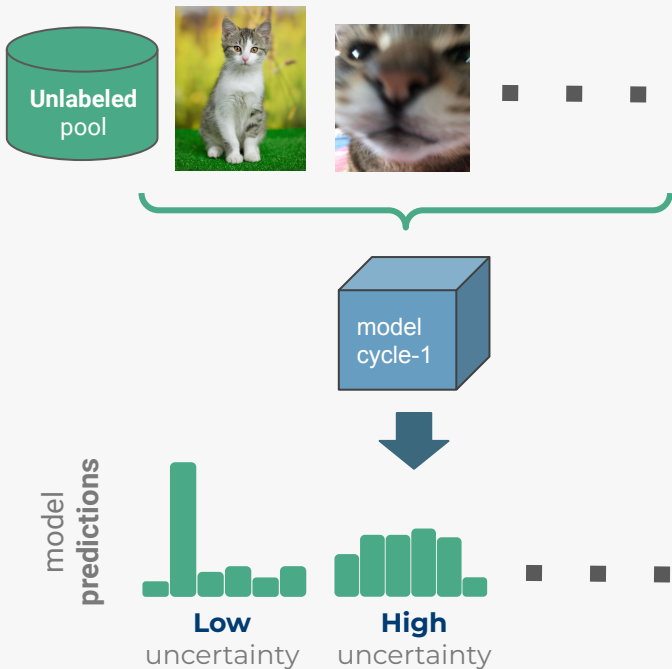 Unlabeled
pool
model
cycle-1
model
predictions
Low
uncertainty
High
uncertainty